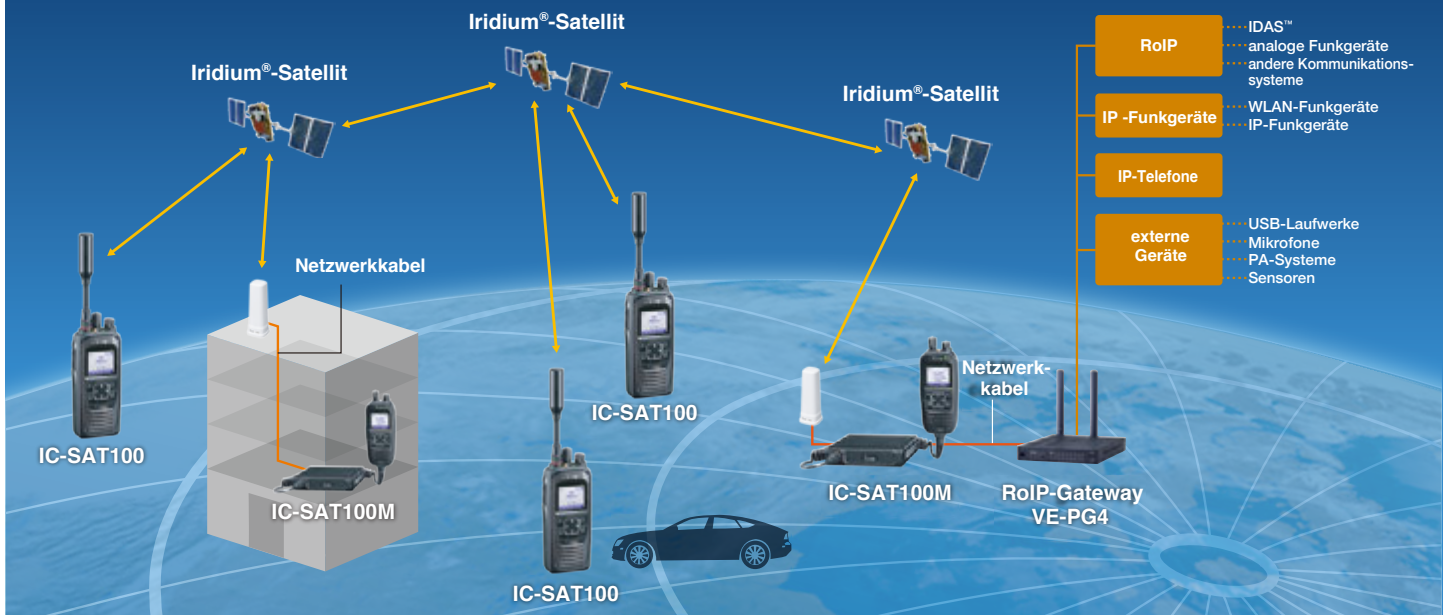 Iridium®-Satellit
Iridium®-Satellit
Iridium®-Satellit
RoIP
IDAS™
analoge Funkgeräte
andere Kommunikations-
systeme
IP -Funkgeräte
WLAN-Funkgeräte
IP-Funkgeräte
IP-Telefone
externe
Geräte
USB-Laufwerke
Mikrofone
PA-Systeme
Sensoren
Netzwerkkabel
IC-SAT100
IC-SAT100M
IC-SAT100
IC-SAT100
Netzwerk-
kabel
IC-SAT100M
RoIP-Gateway
VE-PG4